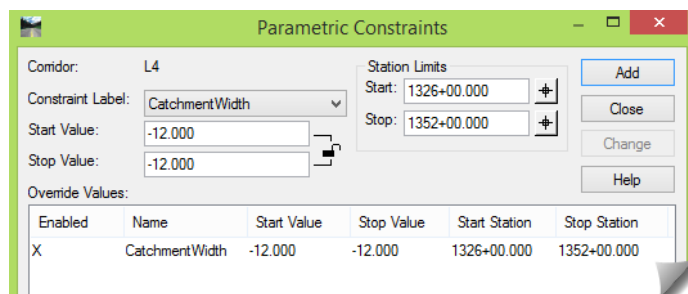 Parametric Constraints
Corridor: L4
Constraint Label: CatchmentWidth
Start Value: -12.000
Stop Value: -12.000
Station Limits
Start: 1326+00.000
Stop: 1352+00.000
Add
Close
Change
Help
Override Values:
Enabled Name Start Value Stop Value Start Station Stop Station
X CatchmentWidth -12.000 -12.000 1326+00.000 1352+00.000